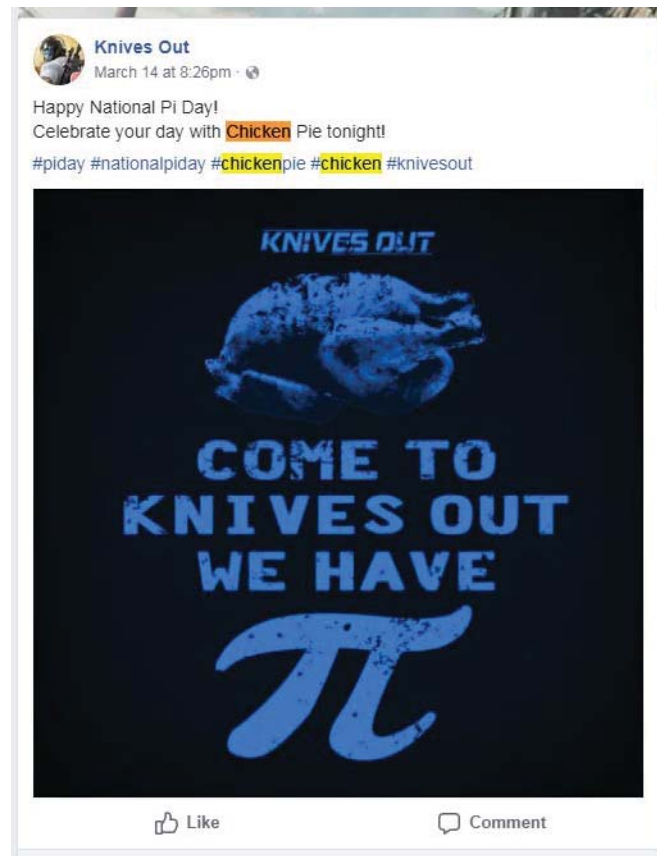 Knives Out
March 14 at 8:26pm ·
Happy National Pi Day!
Celebrate your day with Chicken Pie tonight!
#piday #nationalpiday #chickenpie #chicken #knivesout
KNIVES OUT
COME TO
KNIVES OUT
WE HAVE
π
Like Comment